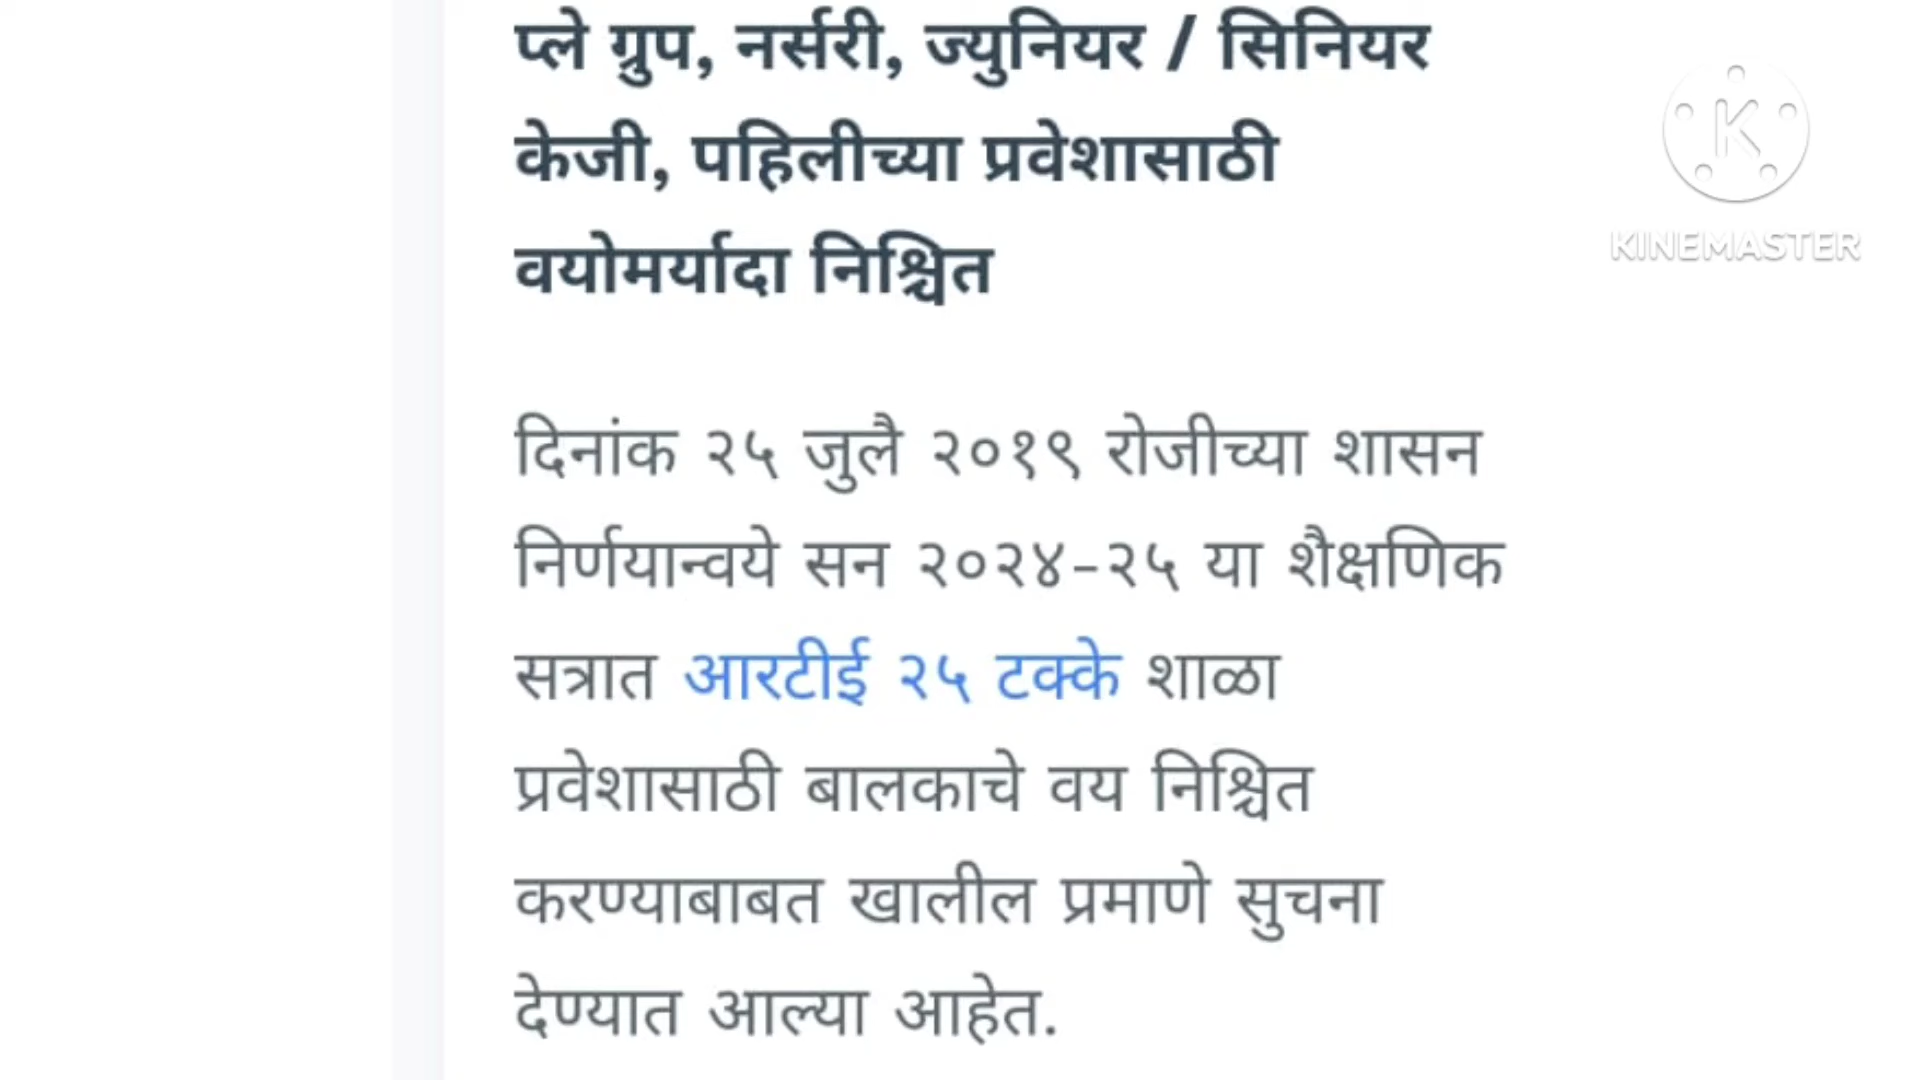 प्ले ग्रुप, नर्सरी, ज्युनियर / सिनियर
केजी, पहिलीच्या प्रवेशासाठी
वयोमर्यादा निश्चित
दिनांक २५ जुलै २०१९ रोजीच्या शासन
निर्णयान्वये सन २०२४-२५ या शैक्षणिक
सत्रात आरटीई २५ टक्के शाळा
प्रवेशासाठी बालकाचे वय निश्चित
करण्याबाबत खालील प्रमाणे सुचना
देण्यात आल्या आहेत.
K
KINEMASTER